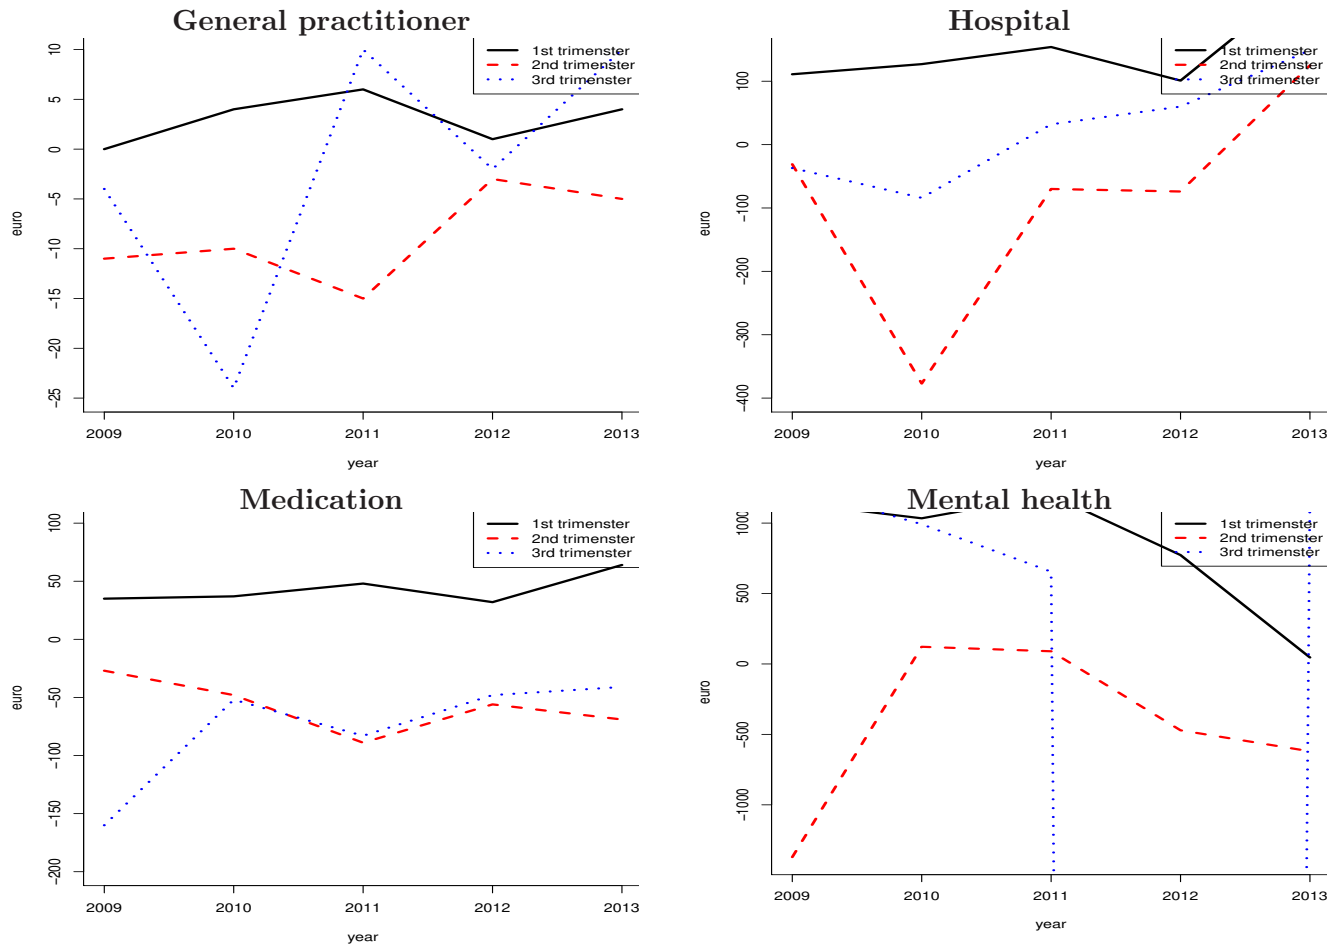 General practitioner
1st trimenster
2nd trimenster
3rd trimenster
10
5
0
−5
−10
−15
−20
−25
euro
2009 2010 2011 2012 2013
year
Hospital
1st trimenster
2nd trimenster
3rd trimenster
100
0
−100
−200
−300
−400
euro
2009 2010 2011 2012 2013
year
Medication
1st trimenster
2nd trimenster
3rd trimenster
100
50
0
−50
−100
−150
−200
euro
2009 2010 2011 2012 2013
year
Mental health
1st trimenster
2nd trimenster
3rd trimenster
1000
500
0
−500
−1000
euro
2009 2010 2011 2012 2013
year